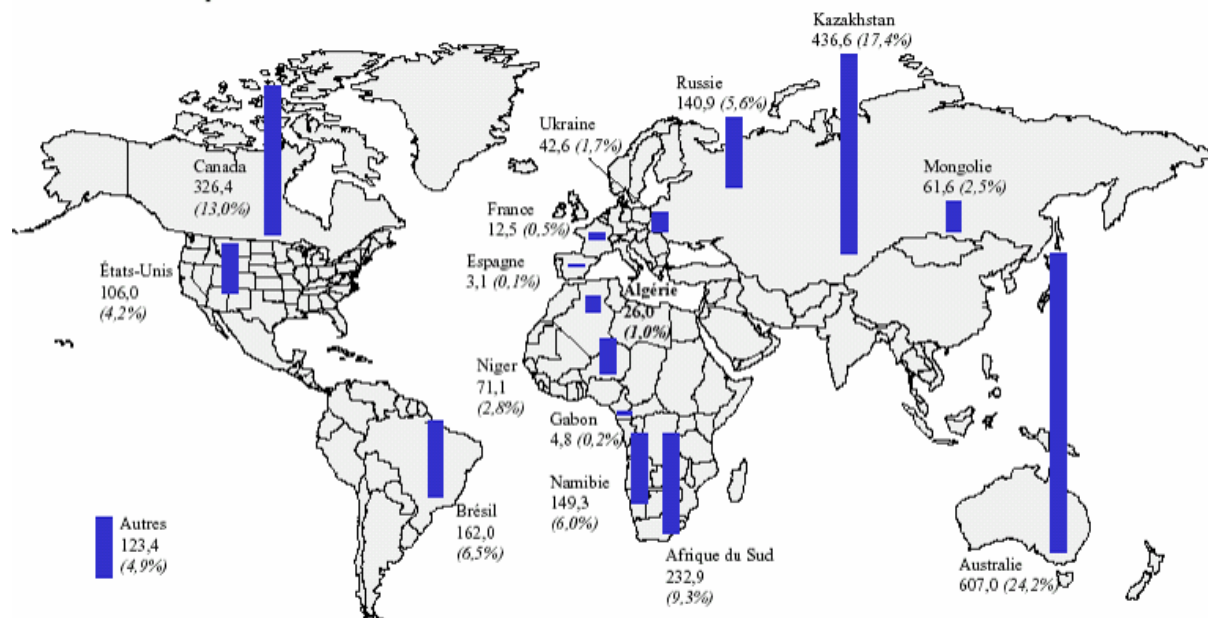 Kazakhstan
436,6 (17,4%)
Russie
140,9 (5,6%)
Ukraine
42,6 (1,7%)
Mongolie
61,6 (2,5%)
Canada
326,4
(13,0%)
France
12,5 (0,5%)
Espagne
3,1 (0,1%)
États-Unis
106,0
(4,2%)
Algérie
26,0
(1,0%)
Niger
71,1
(2,8%)
Gabon
4,8 (0,2%)
Namibie
149,3
(6,0%)
Brésil
162,0
(6,5%)
Autres
123,4
(4,9%)
Afrique du Sud
232,9
(9,3%)
Australie
607,0 (24,2%)